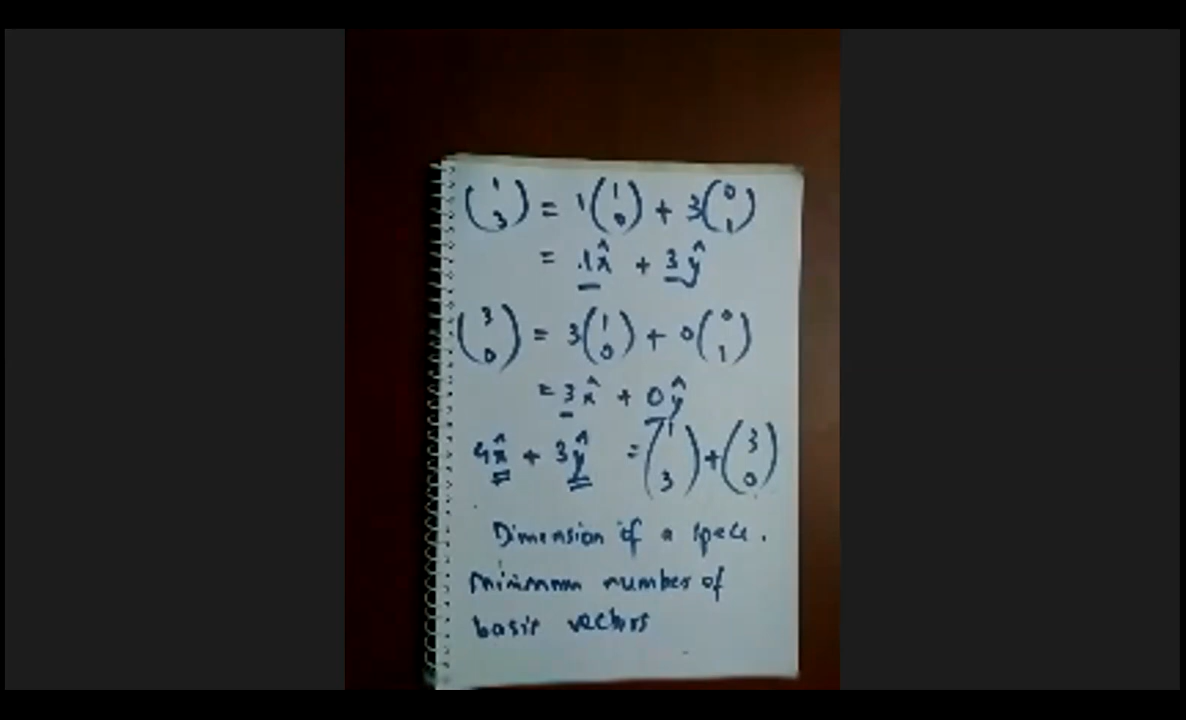 (1 3) = 1(1 0) + 3(0 1)
= 1x̂ + 3ŷ
(3 0) = 3(1 0) + 0(0 1)
= 3x̂ + 0ŷ
4x̂ + 3ŷ = (1 3) + (3 0)
Dimension of a space.
minimum number of
basis vectors